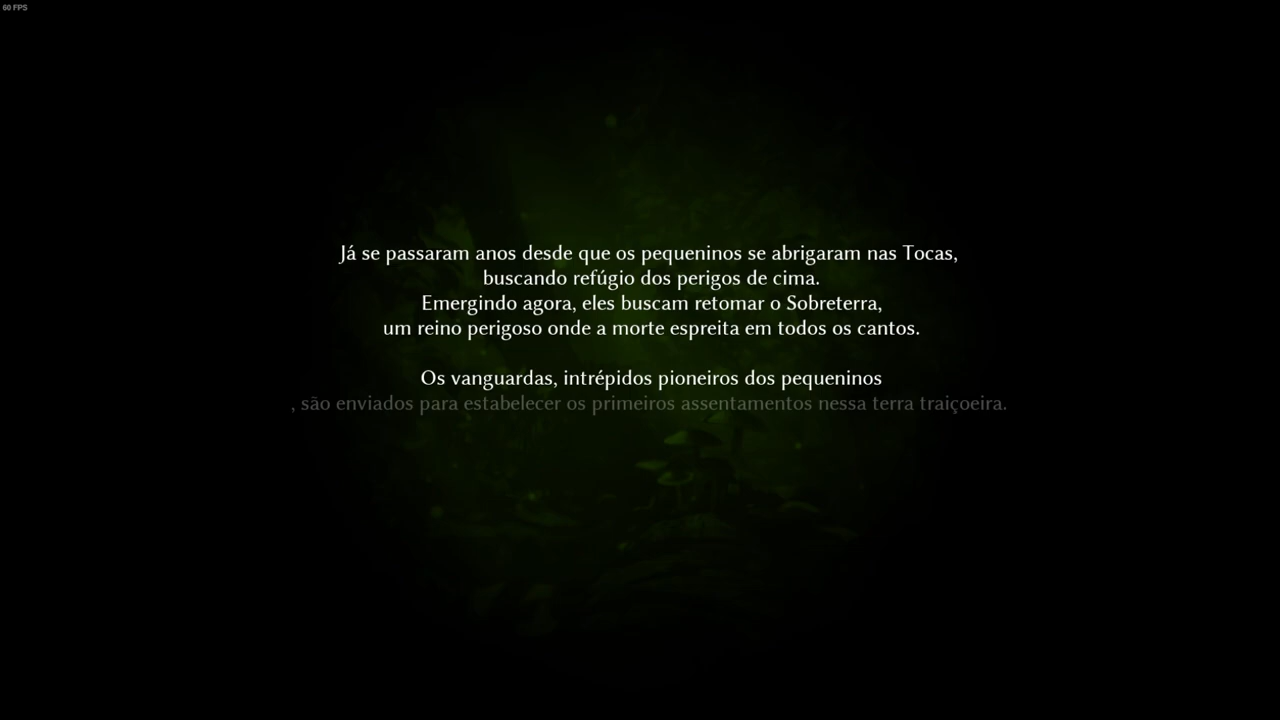 60 FPS
Já se passaram anos desde que os pequeninos se abrigaram nas Tocas,
buscando refúgio dos perigos de cima.
Emergindo agora, eles buscam retomar o Sobreterra,
um reino perigoso onde a morte espreita em todos os cantos.
Os vanguardas, intrépidos pioneiros dos pequeninos
, são enviados para estabelecer os primeiros assentamentos nessa terra traiçoeira.